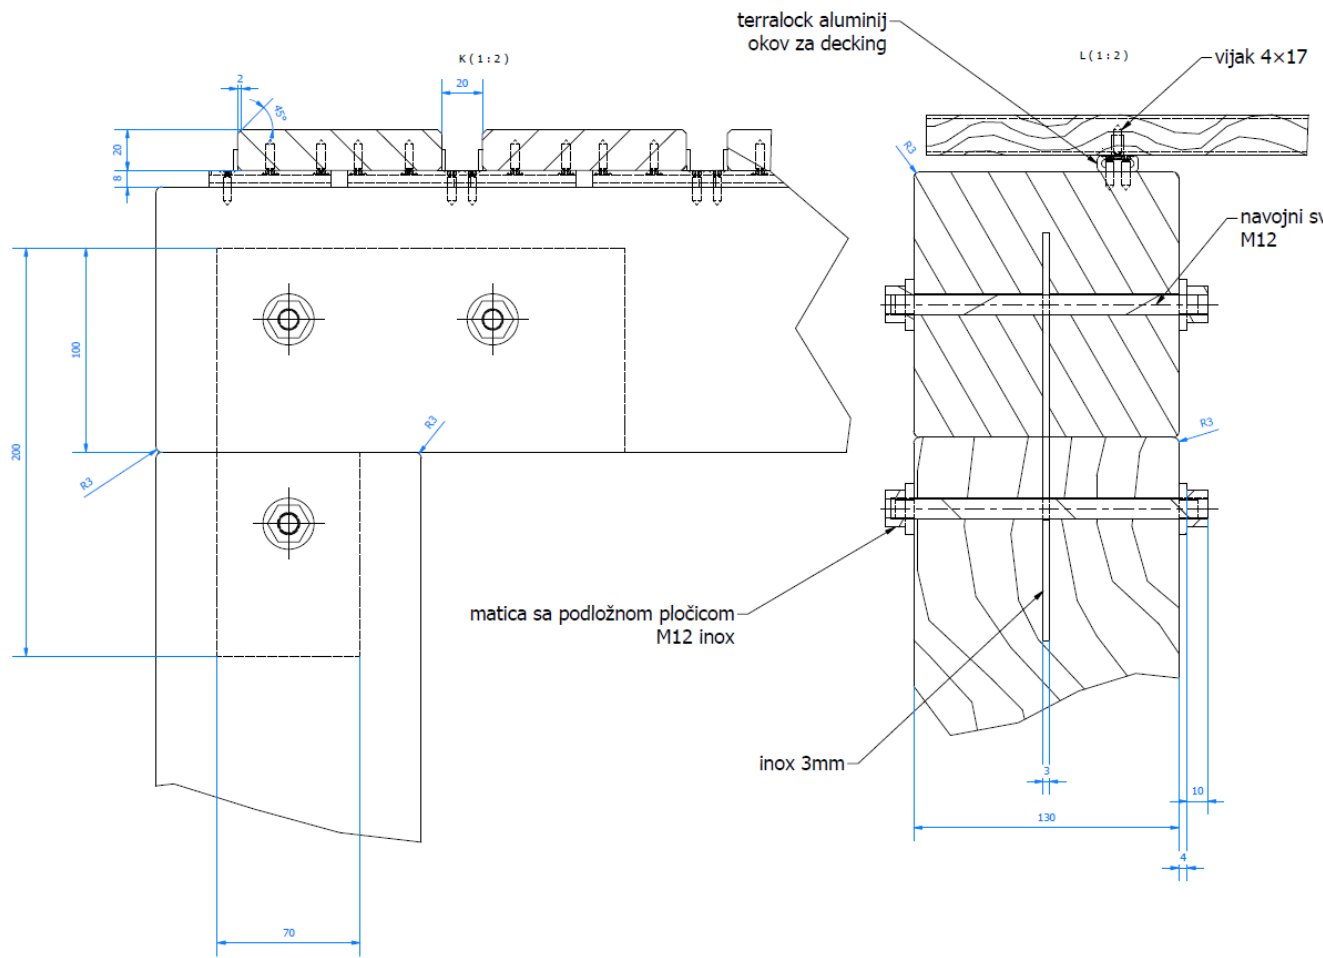 terralock aluminij
okov za decking
K ( 1 : 2 )
L ( 1 : 2 )
vijak 4×17
2
45°
20
20
8
R3
navojni sv
M12
100
200
R3
R3
R3
matica sa podložnom pločicom
M12 inox
inox 3mm
3
10
130
4
70